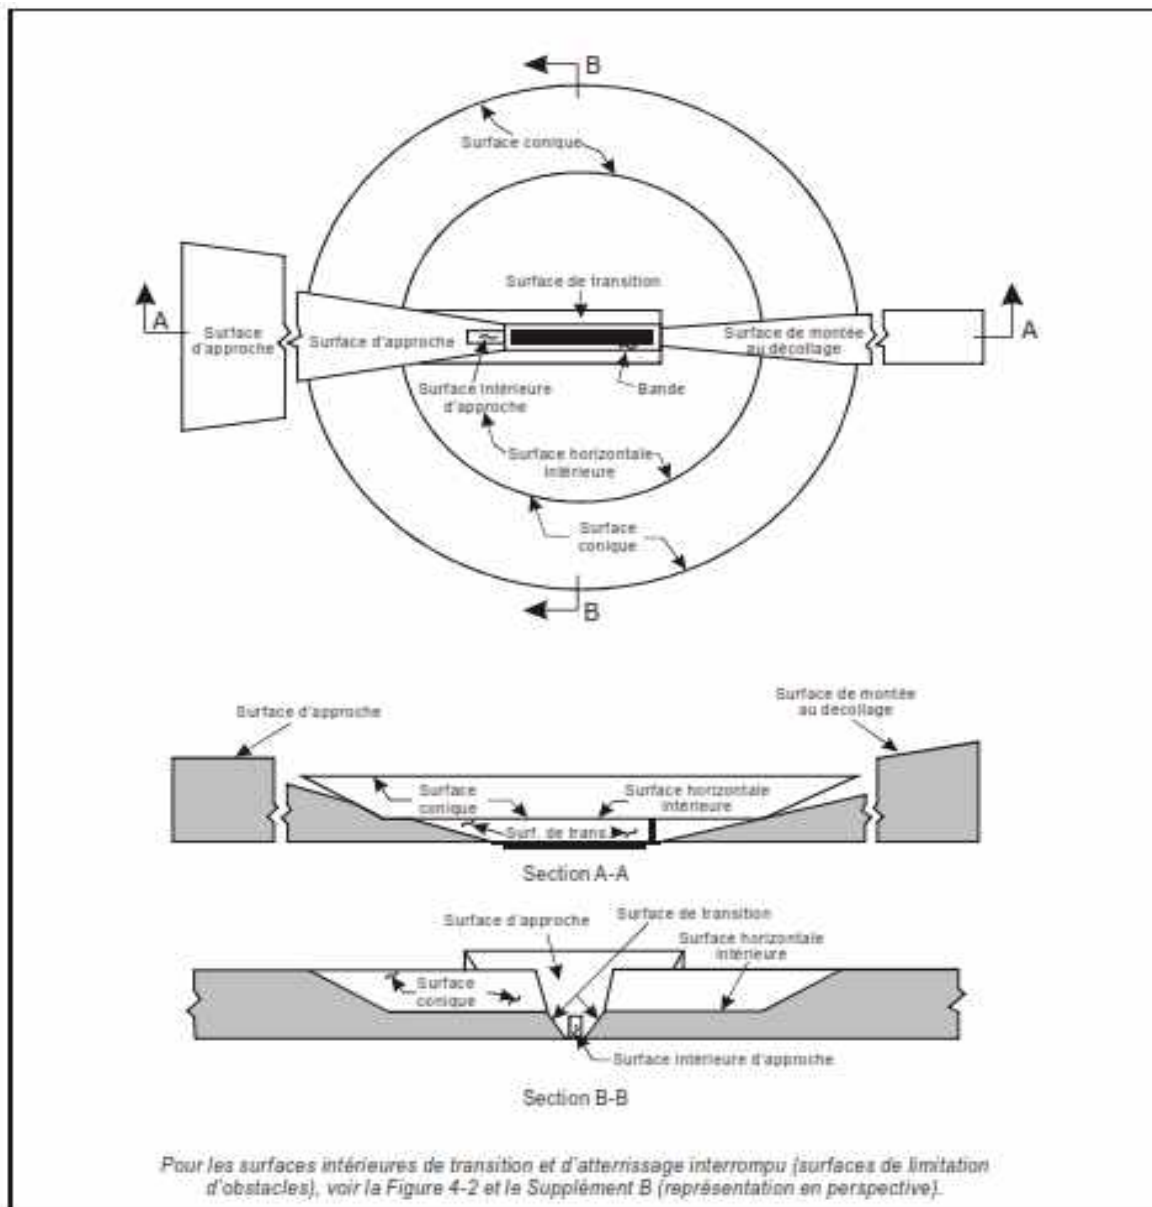 B
Surface conique
Surface de transition
A
Surface
d'approche
Surface d'approche
Surface de montée
au décollage
A
Surface intérieure
d'approche
Bande
Surface horizontale
intérieure
Surface
conique
B
Surface d'approche
Surface de montée
au décollage
Surface
conique
Surface horizontale
intérieure
Surf. de trans.
Section A-A
Surface d'approche
Surface de transition
Surface horizontale
intérieure
Surface
conique
Surface intérieure d'approche
Section B-B
Pour les surfaces intérieures de transition et d'atterrissage interrompu (surfaces de limitation
d'obstacles), voir la Figure 4-2 et le Supplément B (représentation en perspective).